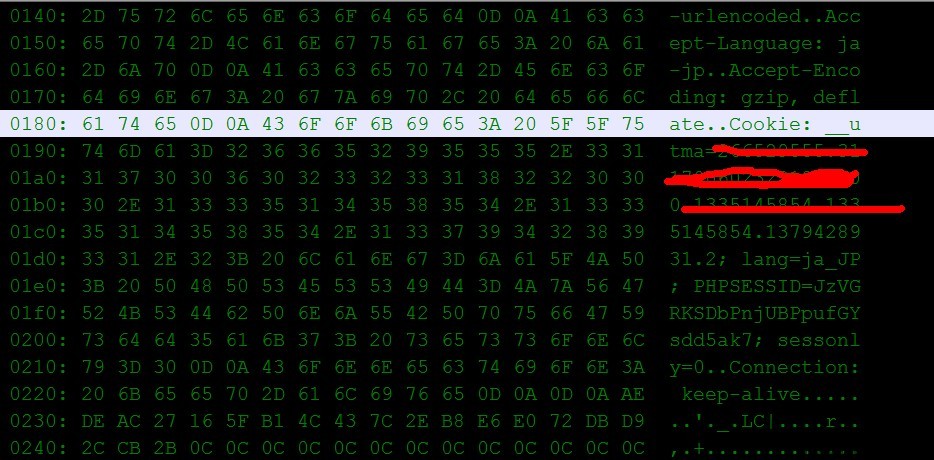 0140: 2D 75 72 6C 65 6E 63 6F 64 65 64 0D 0A 41 63 63 -urlencoded..Acc
0150: 65 70 74 2D 4C 61 6E 67 75 61 67 65 3A 20 6A 61 ept-Language: ja
0160: 2D 6A 70 0D 0A 41 63 63 65 70 74 2D 45 6E 63 6F -jp..Accept-Enco
0170: 64 69 6E 67 3A 20 67 7A 69 70 2C 20 64 65 66 6C ding: gzip, defl
0180: 61 74 65 0D 0A 43 6F 6F 6B 69 65 3A 20 5F 5F 75 ate..Cookie: __u
0190: 74 6D 61 3D 32 36 36 35 32 39 35 35 35 2E 33 31 tma=
01a0: 31 37 30 30 36 30 32 33 32 33 31 38 32 32 30 30
01b0: 30 2E 31 33 33 35 31 34 35 38 35 34 2E 31 33 33 0.1335145854.133
01c0: 35 31 34 35 38 35 34 2E 31 33 37 39 34 32 38 39 5145854.13794289
01d0: 33 31 2E 32 3B 20 6C 61 6E 67 3D 6A 61 5F 4A 50 31.2; lang=ja_JP
01e0: 3B 20 50 48 50 53 45 53 53 49 44 3D 4A 7A 56 47 ; PHPSESSID=JzVG
01f0: 52 4B 53 44 62 50 6E 6A 55 42 50 70 75 66 47 59 RKSDbPnjUBPpufGY
0200: 73 64 64 35 61 6B 37 3B 20 73 65 73 73 6F 6E 6C sdd5ak7; sessonl
0210: 79 3D 30 0D 0A 43 6F 6E 6E 65 63 74 69 6F 6E 3A y=0..Connection:
0220: 20 6B 65 65 70 2D 61 6C 69 76 65 0D 0A 0D 0A AE keep-alive.....
0230: DE AC 27 16 5F B1 4C 43 7C 2E B8 E6 E0 72 DB D9 ..'._.LC|....r..
0240: 2C CB 2B 0C 0C 0C 0C 0C 0C 0C 0C 0C 0C 0C 0C 0C ,.+.............